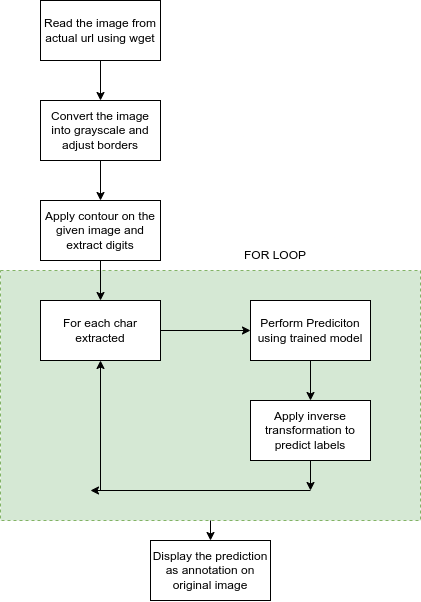 Read the image from
actual url using wget
Convert the image
into grayscale and
adjust borders
Apply contour on the
given image and
extract digits
FOR LOOP
For each char
extracted
Perform Prediciton
using trained model
Apply inverse
transformation to
predict labels
Display the prediction
as annotation on
original image